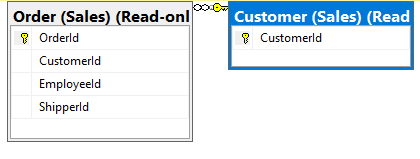 Order (Sales) (Read-onl
OrderId
CustomerId
EmployeeId
ShipperId
Customer (Sales) (Read
CustomerId